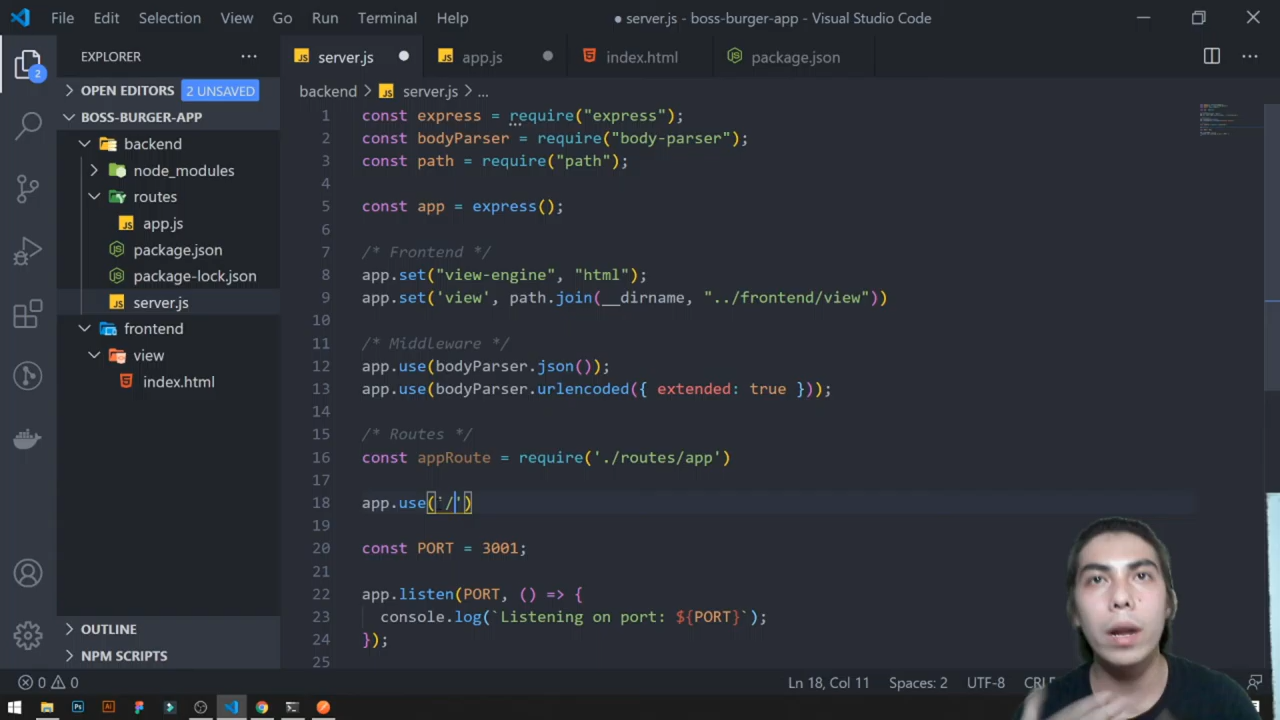 File Edit Selection View Go Run Terminal Help
● server.js - boss-burger-app - Visual Studio Code
EXPLORER
2
OPEN EDITORS 2 UNSAVED
BOSS-BURGER-APP
backend
node_modules
routes
JS app.js
package.json
package-lock.json
JS server.js
frontend
view
index.html
OUTLINE
NPM SCRIPTS
JS server.js
JS app.js
index.html
package.json
backend > JS server.js > ...
1 const express = require("express");
2 const bodyParser = require("body-parser");
3 const path = require("path");
4
5 const app = express();
6
7 /* Frontend */
8 app.set("view-engine", "html");
9 app.set('view', path.join(__dirname, "../frontend/view"))
10
11 /* Middleware */
12 app.use(bodyParser.json());
13 app.use(bodyParser.urlencoded({ extended: true }));
14
15 /* Routes */
16 const appRoute = require('./routes/app')
17
18 app.use('/')
19
20 const PORT = 3001;
21
22 app.listen(PORT, () => {
23 console.log(`Listening on port: ${PORT}`);
24 });
25
0 0
Ln 18, Col 11 Spaces: 2 UTF-8
Ps Ai